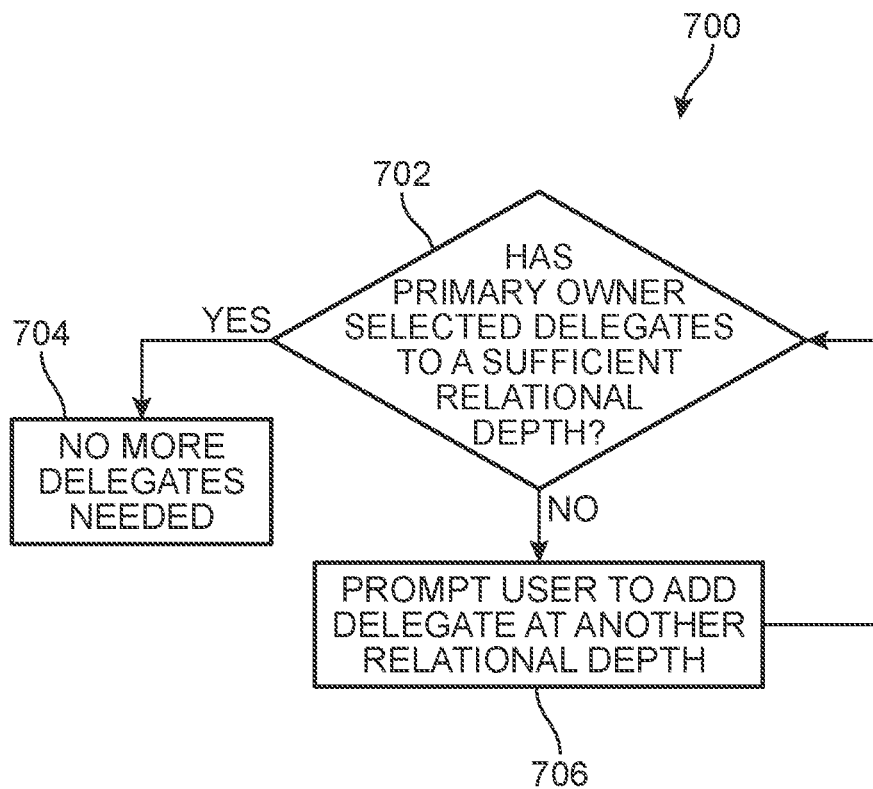 700
702
HAS
PRIMARY OWNER
SELECTED DELEGATES
TO A SUFFICIENT
RELATIONAL
DEPTH?
YES
704
NO MORE
DELEGATES
NEEDED
NO
PROMPT USER TO ADD
DELEGATE AT ANOTHER
RELATIONAL DEPTH
706